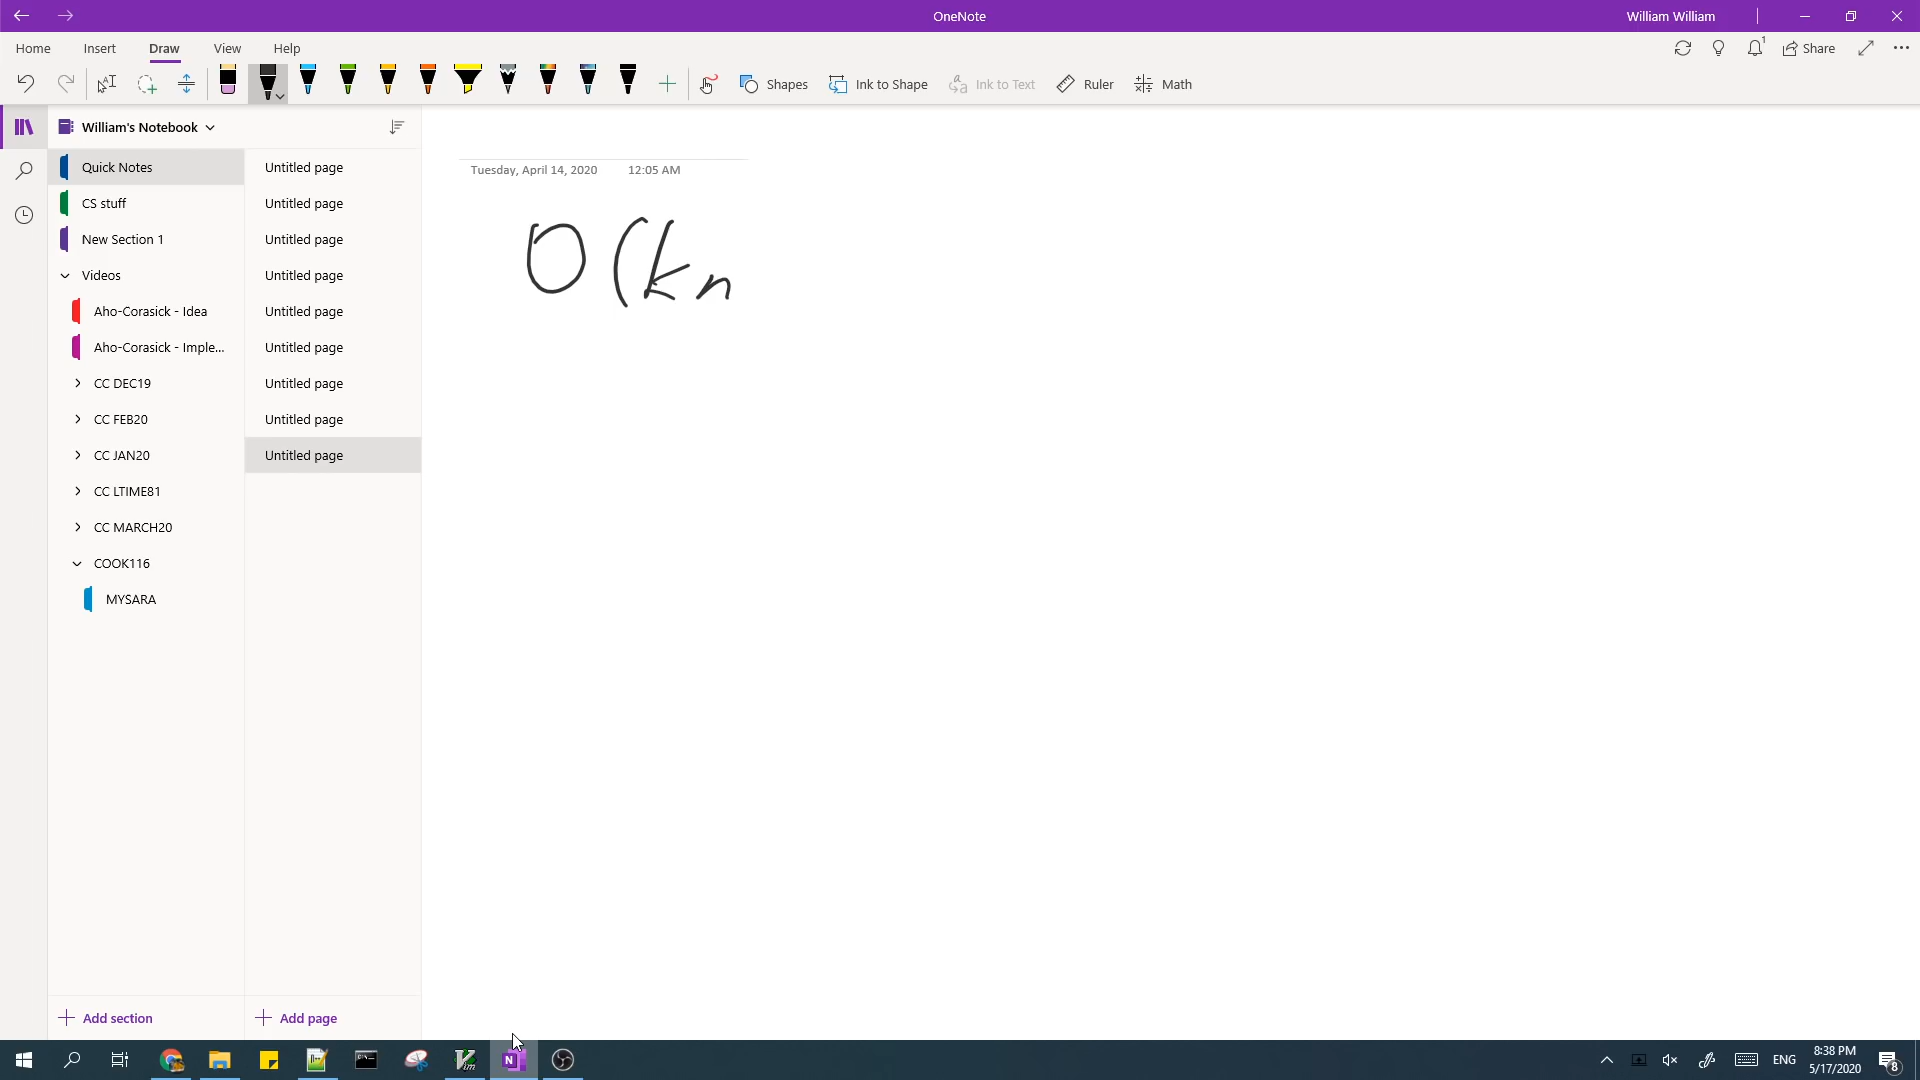 OneNote
William William
Home Insert Draw View Help
1 Share
Shapes Ink to Shape Ink to Text Ruler Math
William's Notebook
Quick Notes
CS stuff
New Section 1
Videos
Aho-Corasick - Idea
Aho-Corasick - Imple...
CC DEC19
CC FEB20
CC JAN20
CC LTIME81
CC MARCH20
COOK116
MYSARA
Add section
Untitled page
Untitled page
Untitled page
Untitled page
Untitled page
Untitled page
Untitled page
Untitled page
Untitled page
Add page
Tuesday, April 14, 2020 12:05 AM
O(kn
N
Vim
ENG
8:38 PM
5/17/2020
8